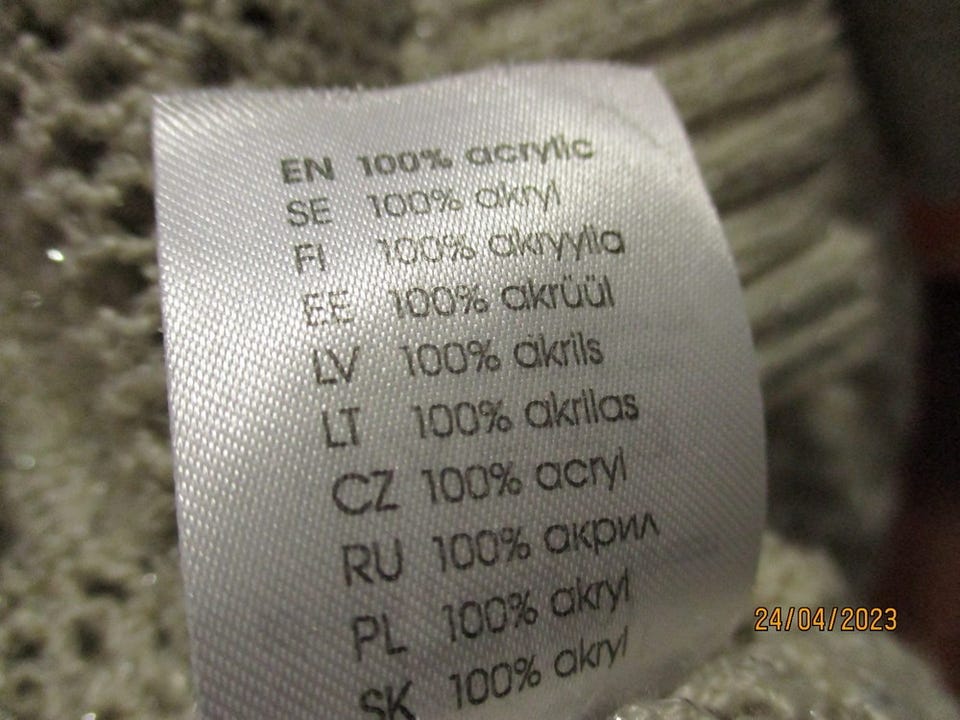 EN 100% acrylic
SE 100% akryl
FI 100% akryylia
EE 100% akrüül
LV 100% akrils
LT 100% akrilas
CZ 100% acryl
RU 100% акрил
PL 100% akryl
SK 100% akryl
24/04/2023